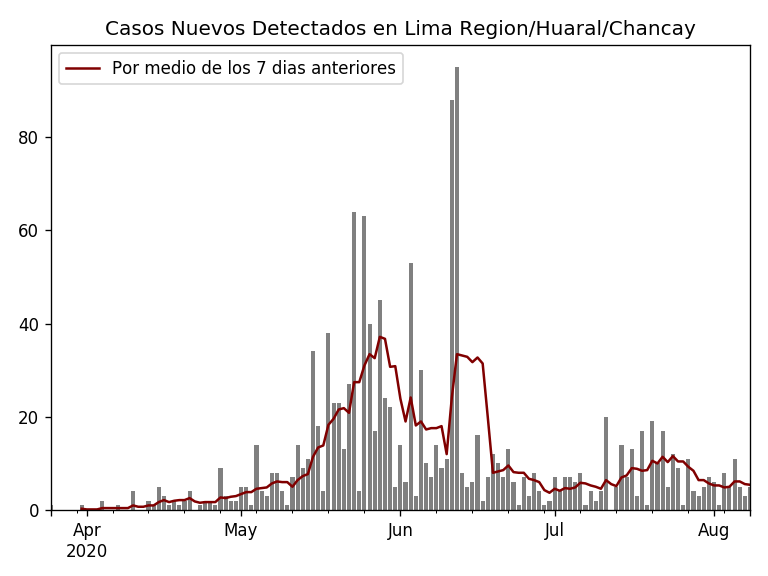 Casos Nuevos Detectados en Lima Region/Huaral/Chancay
Por medio de los 7 dias anteriores
80
60
40
20
0
Apr May Jun Jul Aug
2020